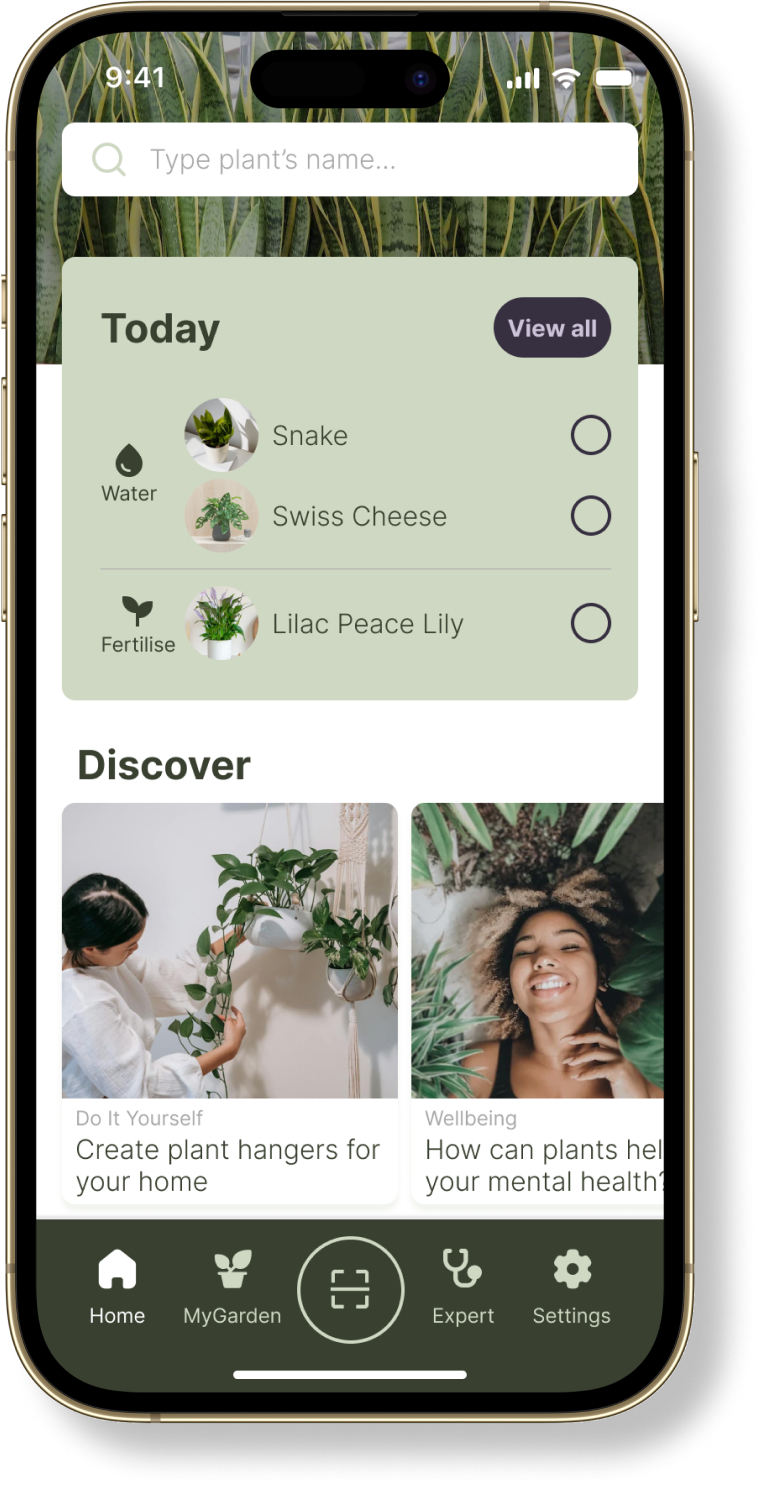 9:41
Type plant’s name...
Today
View all
Water
Snake
Swiss Cheese
Fertilise
Lilac Peace Lily
Discover
Do It Yourself
Create plant hangers for
your home
Wellbeing
How can plants hel
your mental health?
Home
MyGarden
Expert
Settings